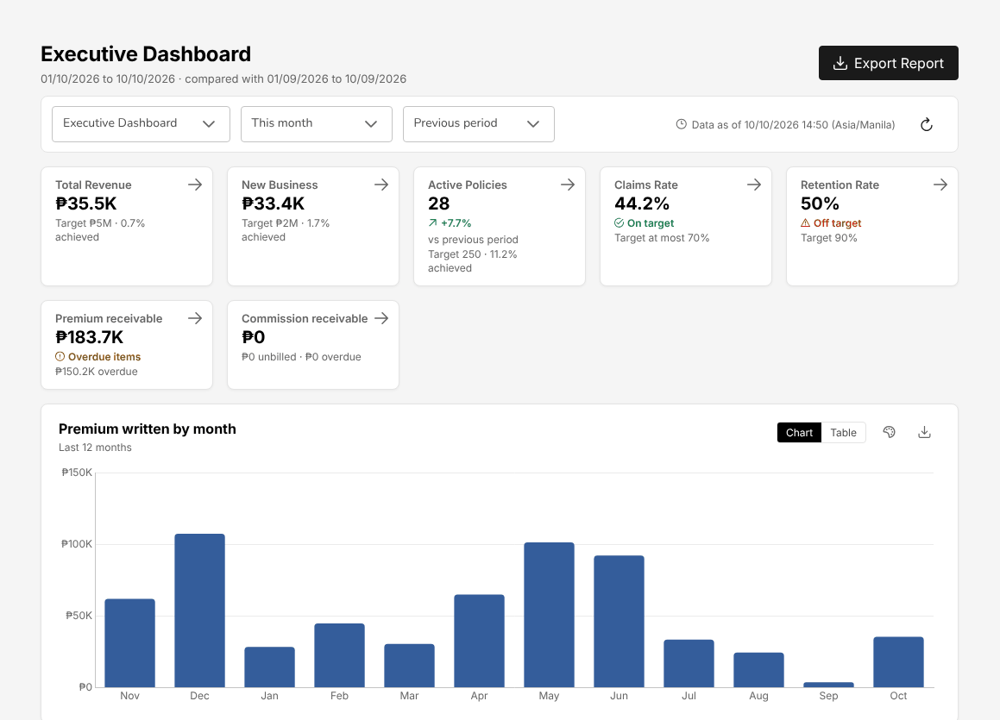 Executive Dashboard
01/10/2026 to 10/10/2026 · compared with 01/09/2026 to 10/09/2026
Export Report
Executive Dashboard
This month
Previous period
Data as of 10/10/2026 14:50 (Asia/Manila)
Total Revenue
₱35.5K
Target ₱5M · 0.7%
achieved
New Business
₱33.4K
Target ₱2M · 1.7%
achieved
Active Policies
28
+7.7%
vs previous period
Target 250 · 11.2%
achieved
Claims Rate
44.2%
On target
Target at most 70%
Retention Rate
50%
Off target
Target 90%
Premium receivable
₱183.7K
Overdue items
₱150.2K overdue
Commission receivable
₱0
₱0 unbilled · ₱0 overdue
Premium written by month
Last 12 months
Chart
Table
₱150K
₱100K
₱50K
₱0
Nov Dec Jan Feb Mar Apr May Jun Jul Aug Sep Oct